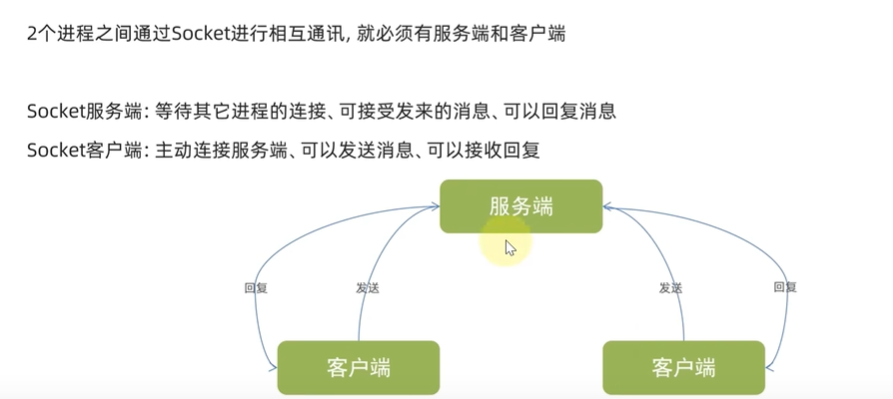 2个进程之间通过Socket进行相互通讯, 就必须有服务端和客户端
Socket服务端: 等待其它进程的连接、可接受发来的消息、可以回复消息
Socket客户端: 主动连接服务端、可以发送消息、可以接收回复
服务端
回复
发送
发送
回复
客户端
客户端